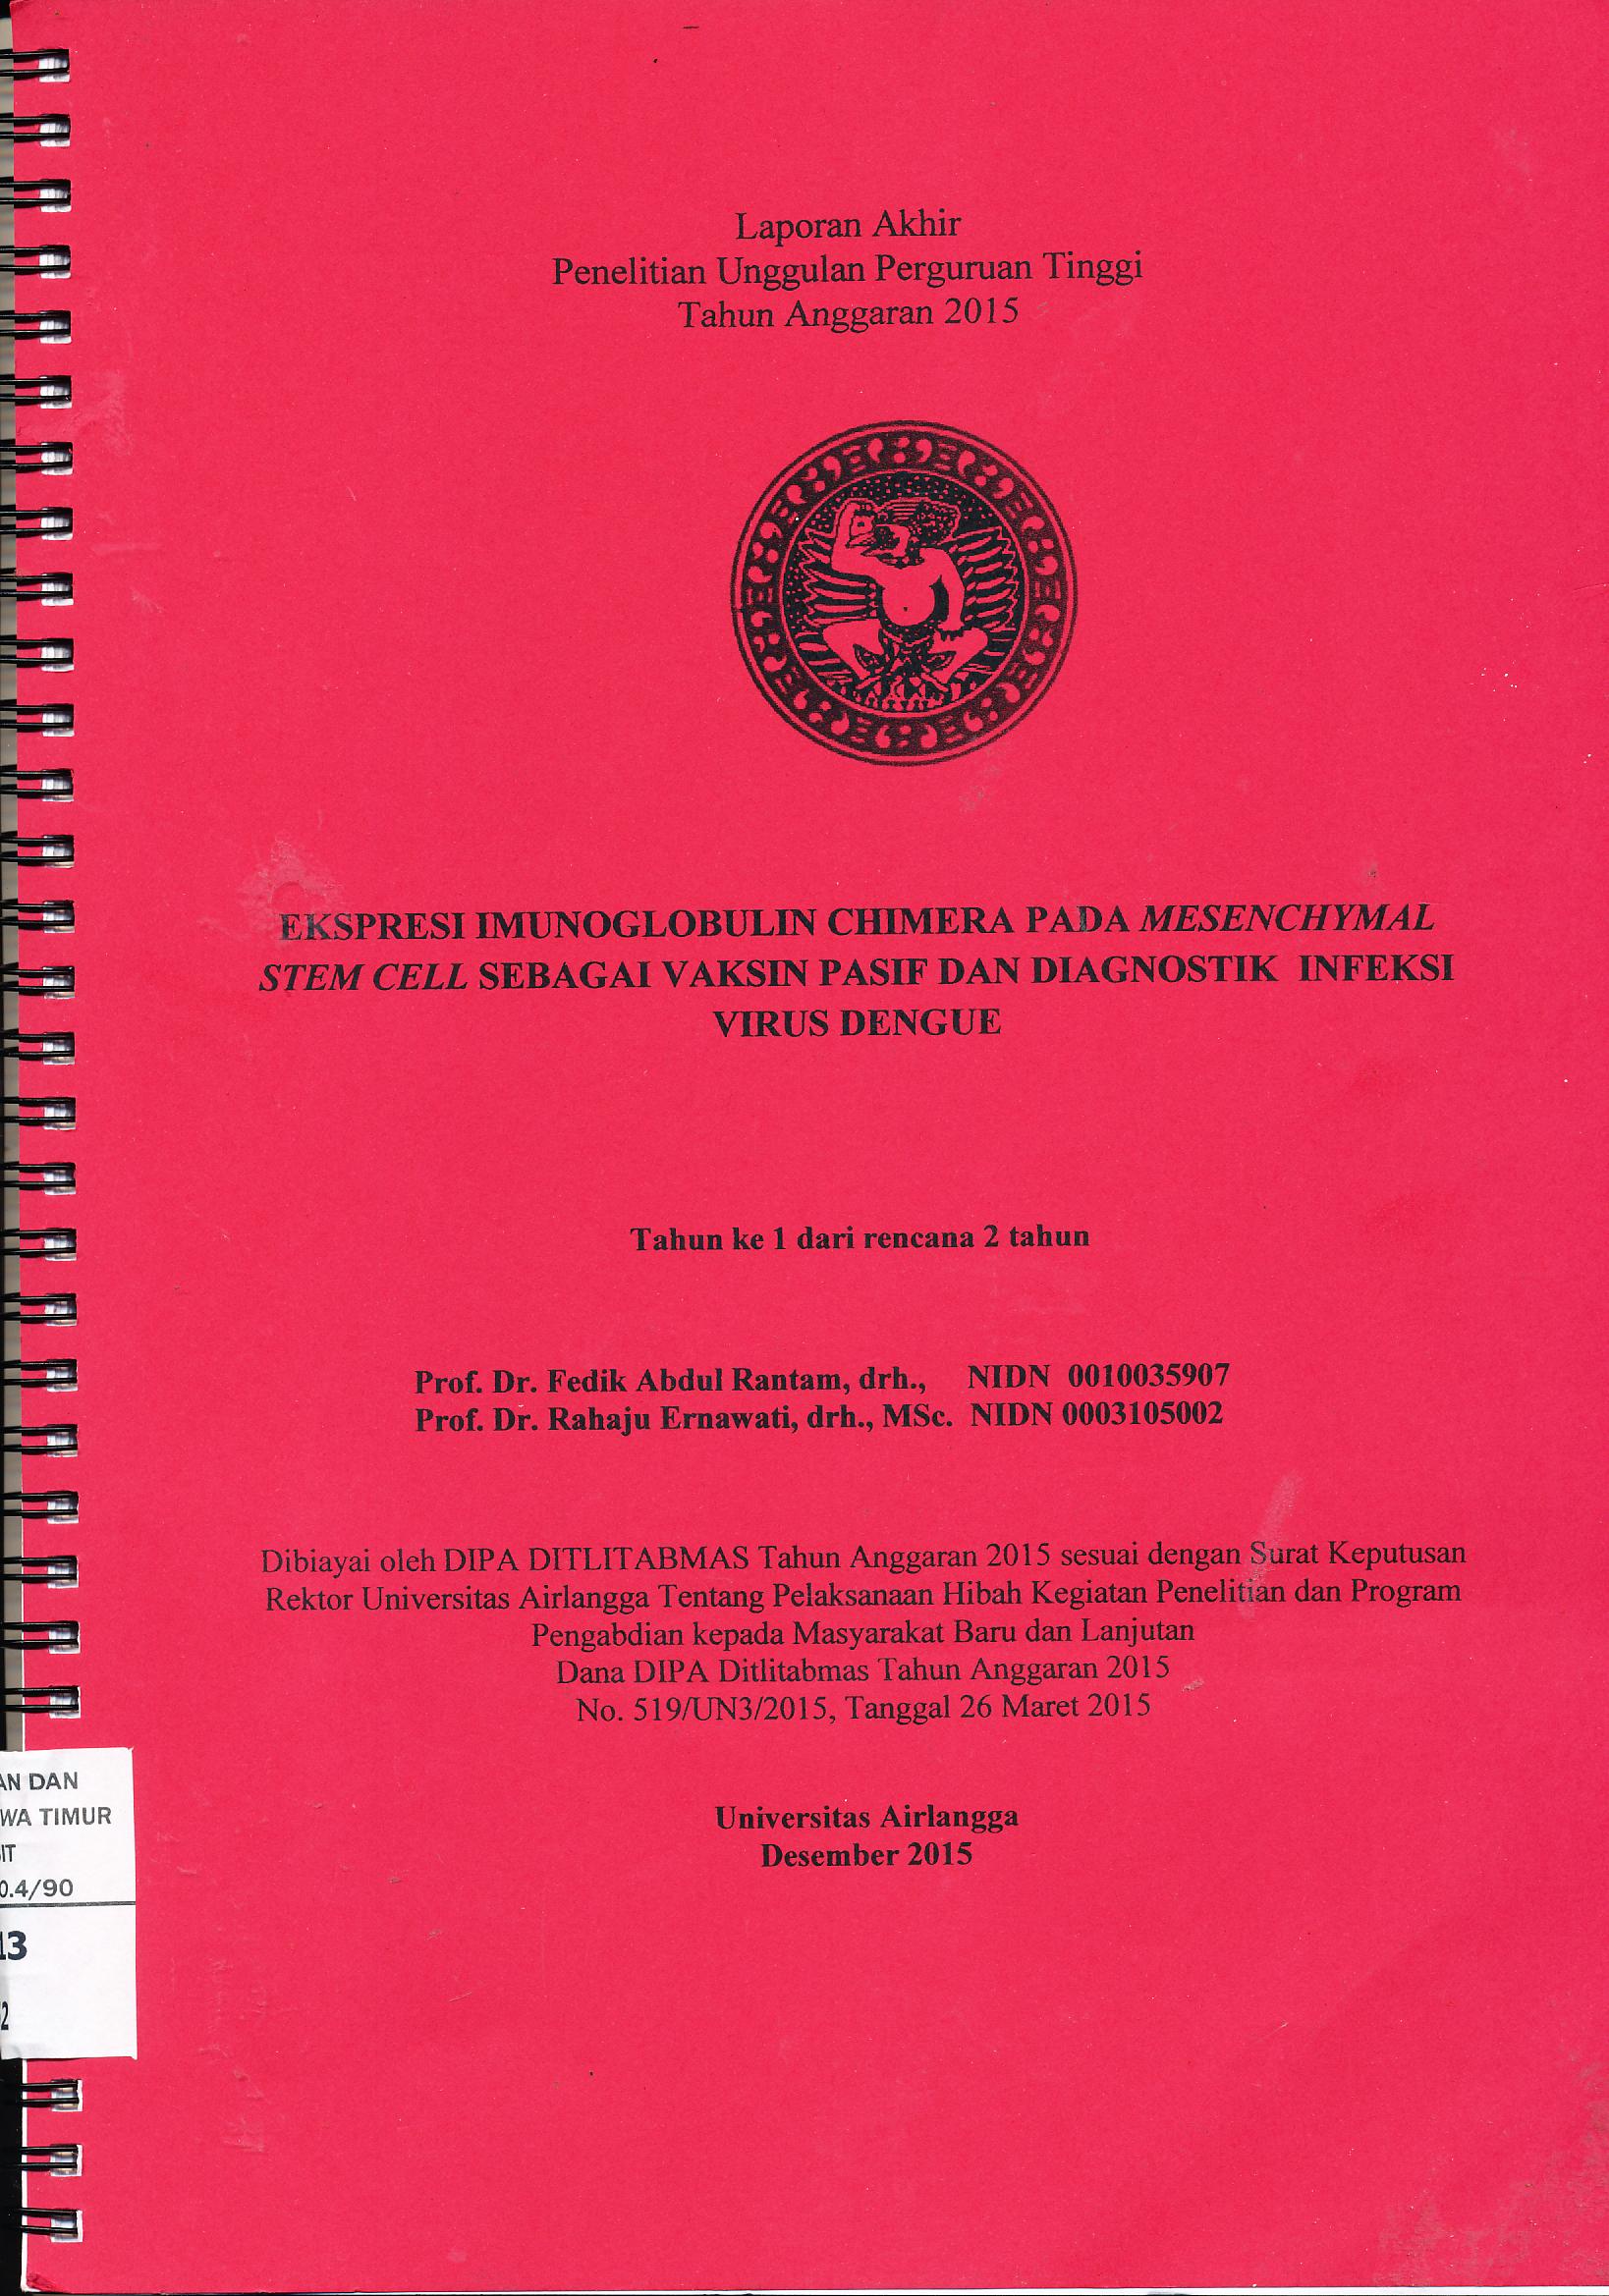 Laporan Akhir
Penelitian Unggulan Perguruan Tinggi
Tahun Anggaran 2015
EKSPRESI IMUNOGLOBULIN CHIMERA PADA MESENCHYMAL
STEM CELL SEBAGAI VAKSIN PASIF DAN DIAGNOSTIK INFEKSI
VIRUS DENGUE
Tahun ke 1 dari rencana 2 tahun
Prof. Dr. Fedik Abdul Rantam, drh., NIDN 0010035907
Prof. Dr. Rahaju Ernawati, drh., MSc. NIDN 0003105002
Dibiayai oleh DIPA DITLITABMAS Tahun Anggaran 2015 sesuai dengan Surat Keputusan
Rektor Universitas Airlangga Tentang Pelaksanaan Hibah Kegiatan Penelitian dan Program
Pengabdian kepada Masyarakat Baru dan Lanjutan
Dana DIPA Ditlitabmas Tahun Anggaran 2015
No. 519/UN3/2015, Tanggal 26 Maret 2015
Universitas Airlangga
Desember 2015
AN DAN
WA TIMUR
IT
0.4/90
13
2